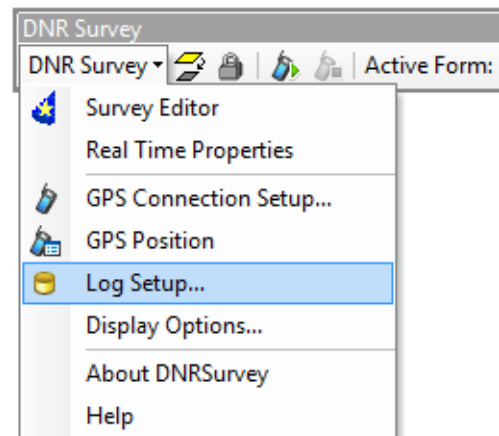 DNR Survey
DNR Survey Active Form:
Survey Editor
Real Time Properties
GPS Connection Setup...
GPS Position
Log Setup...
Display Options...
About DNRSurvey
Help